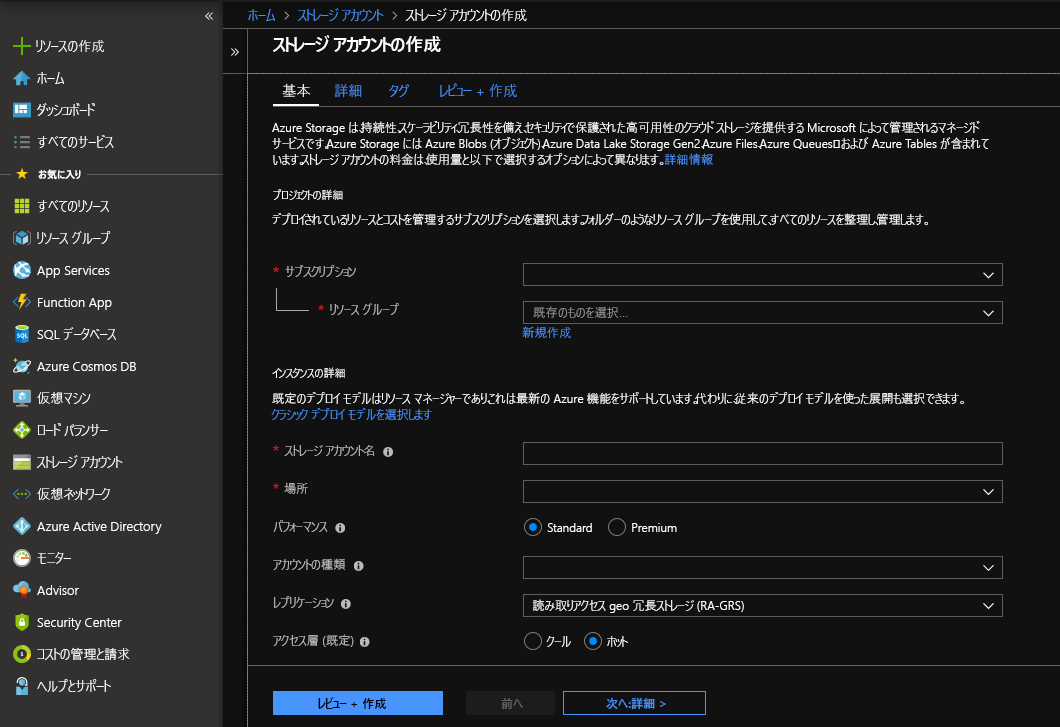 «
リソースの作成
ホーム
ダッシュボード
すべてのサービス
お気に入り
すべてのリソース
リソース グループ
App Services
Function App
SQL データベース
Azure Cosmos DB
仮想マシン
ロード バランサー
ストレージ アカウント
仮想ネットワーク
Azure Active Directory
モニター
Advisor
Security Center
コストの管理と請求
ヘルプとサポート
ホーム > ストレージ アカウント > ストレージ アカウントの作成
»
ストレージ アカウントの作成
基本 詳細 タグ レビュー + 作成
Azure Storage は、持続性、スケーラビリティ、冗長性を備え、セキュリティで保護された高可用性のクラウド ストレージを提供する Microsoft によって管理されるマネージド
サービスです。Azure Storage には Azure Blobs (オブジェクト)、Azure Data Lake Storage Gen2、Azure Files、Azure Queues、および Azure Tables が含まれて
います。ストレージ アカウントの料金は、使用量と以下で選択するオプションによって異なります。詳細情報
プロジェクトの詳細
デプロイされているリソースとコストを管理するサブスクリプションを選択します。フォルダーのようなリソース グループを使用して、すべてのリソースを整理し、管理します。
* サブスクリプション
* リソース グループ 既存のものを選択...
新規作成
インスタンスの詳細
既定のデプロイ モデルはリソース マネージャーであり、これは最新の Azure 機能をサポートしています。代わりに、従来のデプロイ モデルを使った展開も選択できます。
クラシック デプロイ モデルを選択します
* ストレージ アカウント名
* 場所
パフォーマンス Standard Premium
アカウントの種類
レプリケーション 読み取りアクセス geo 冗長ストレージ (RA-GRS)
アクセス層 (既定) クール ホット
レビュー + 作成 前へ 次へ:詳細 >